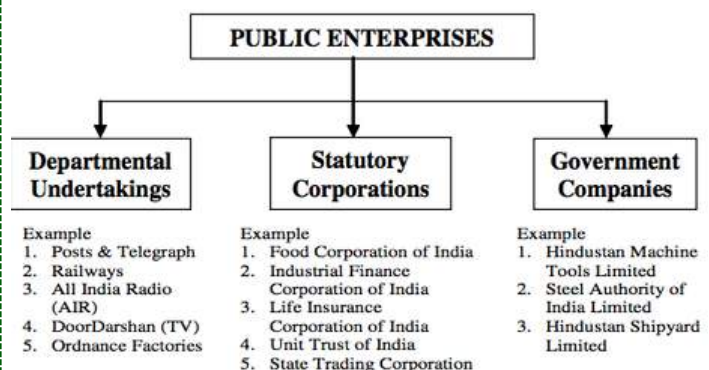 PUBLIC ENTERPRISES
Departmental
Undertakings
Example
1. Posts & Telegraph
2. Railways
3. All India Radio
(AIR)
4. DoorDarshan (TV)
5. Ordnance Factories
Statutory
Corporations
Example
1. Food Corporation of India
2. Industrial Finance
Corporation of India
3. Life Insurance
Corporation of India
4. Unit Trust of India
5. State Trading Corporation
Government
Companies
Example
1. Hindustan Machine
Tools Limited
2. Steel Authority of
India Limited
3. Hindustan Shipyard
Limited